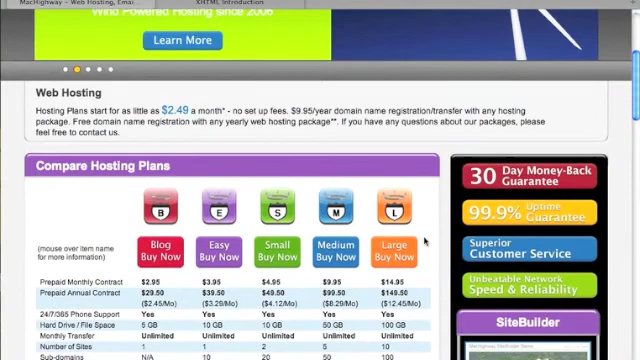 MacHighway – Web Hosting, Emai...
XHTML Introduction
Wind Powered Hosting since 2006
Learn More
Web Hosting
Hosting Plans start for as little as $2.49 a month* - no set up fees. $9.95/year domain name registration/transfer with any hosting
package. Free domain name registration with any yearly web hosting package**. If you have any questions about our packages, please
feel free to contact us.
Compare Hosting Plans
B E S M L
(mouse over item name
for more information)
Blog Easy Small Medium Large
Buy Now Buy Now Buy Now Buy Now Buy Now
Prepaid Monthly Contract $2.95 $3.95 $4.95 $9.95 $14.95
Prepaid Annual Contract $29.50 $39.50 $49.50 $99.50 $149.50
($2.45/Mo) ($3.29/Mo) ($4.12/Mo) ($8.29/Mo) ($12.45/Mo)
24/7/365 Phone Support Yes Yes Yes Yes Yes
Hard Drive / File Space 5 GB 10 GB 10 GB 50 GB 100 GB
Monthly Transfer Unlimited Unlimited Unlimited Unlimited Unlimited
Number of Sites 1 1 2 5 10
Sub-domains N/A 10 20 50 100
30 Day Money-Back
Guarantee
99.9% Uptime
Guarantee
Superior
Customer Service
Unbeatable Network
Speed & Reliability
SiteBuilder